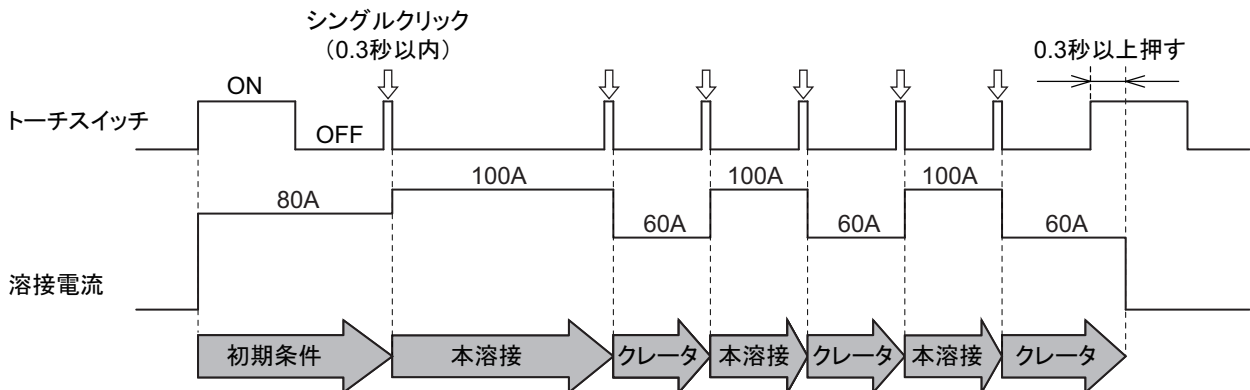 シングルクリック
（0.3秒以内）
0.3秒以上押す
ON
トーチスイッチ
OFF
100A
100A
100A
80A
60A
60A
60A
溶接電流
初期条件
本溶接
クレータ
本溶接
クレータ
本溶接
クレータ